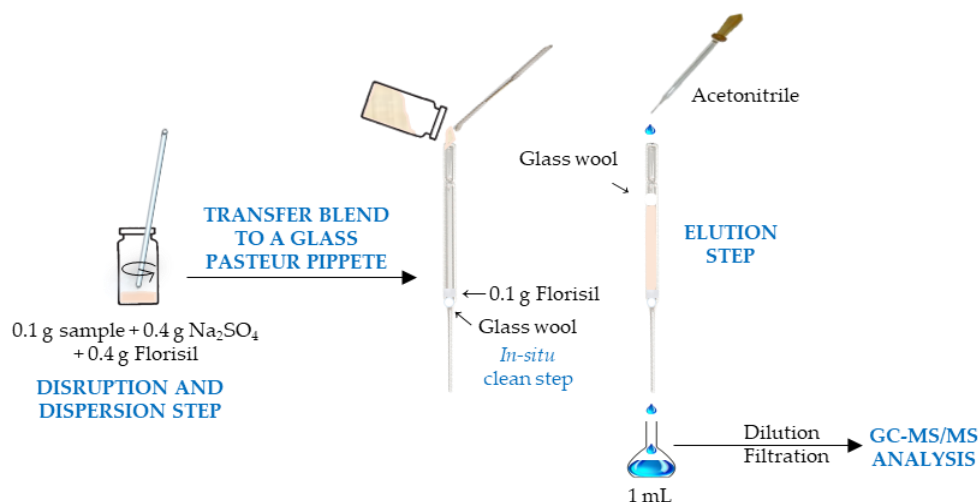 0.1 g sample + 0.4 g Na₂SO₄
+ 0.4 g Florisil
DISRUPTION AND
DISPERSION STEP
TRANSFER BLEND
TO A GLASS
PASTEUR PIPPETE
0.1 g Florisil
Glass wool
In-situ
clean step
Acetonitrile
Glass wool
ELUTION
STEP
1 mL
Dilution
Filtration
GC-MS/MS
ANALYSIS